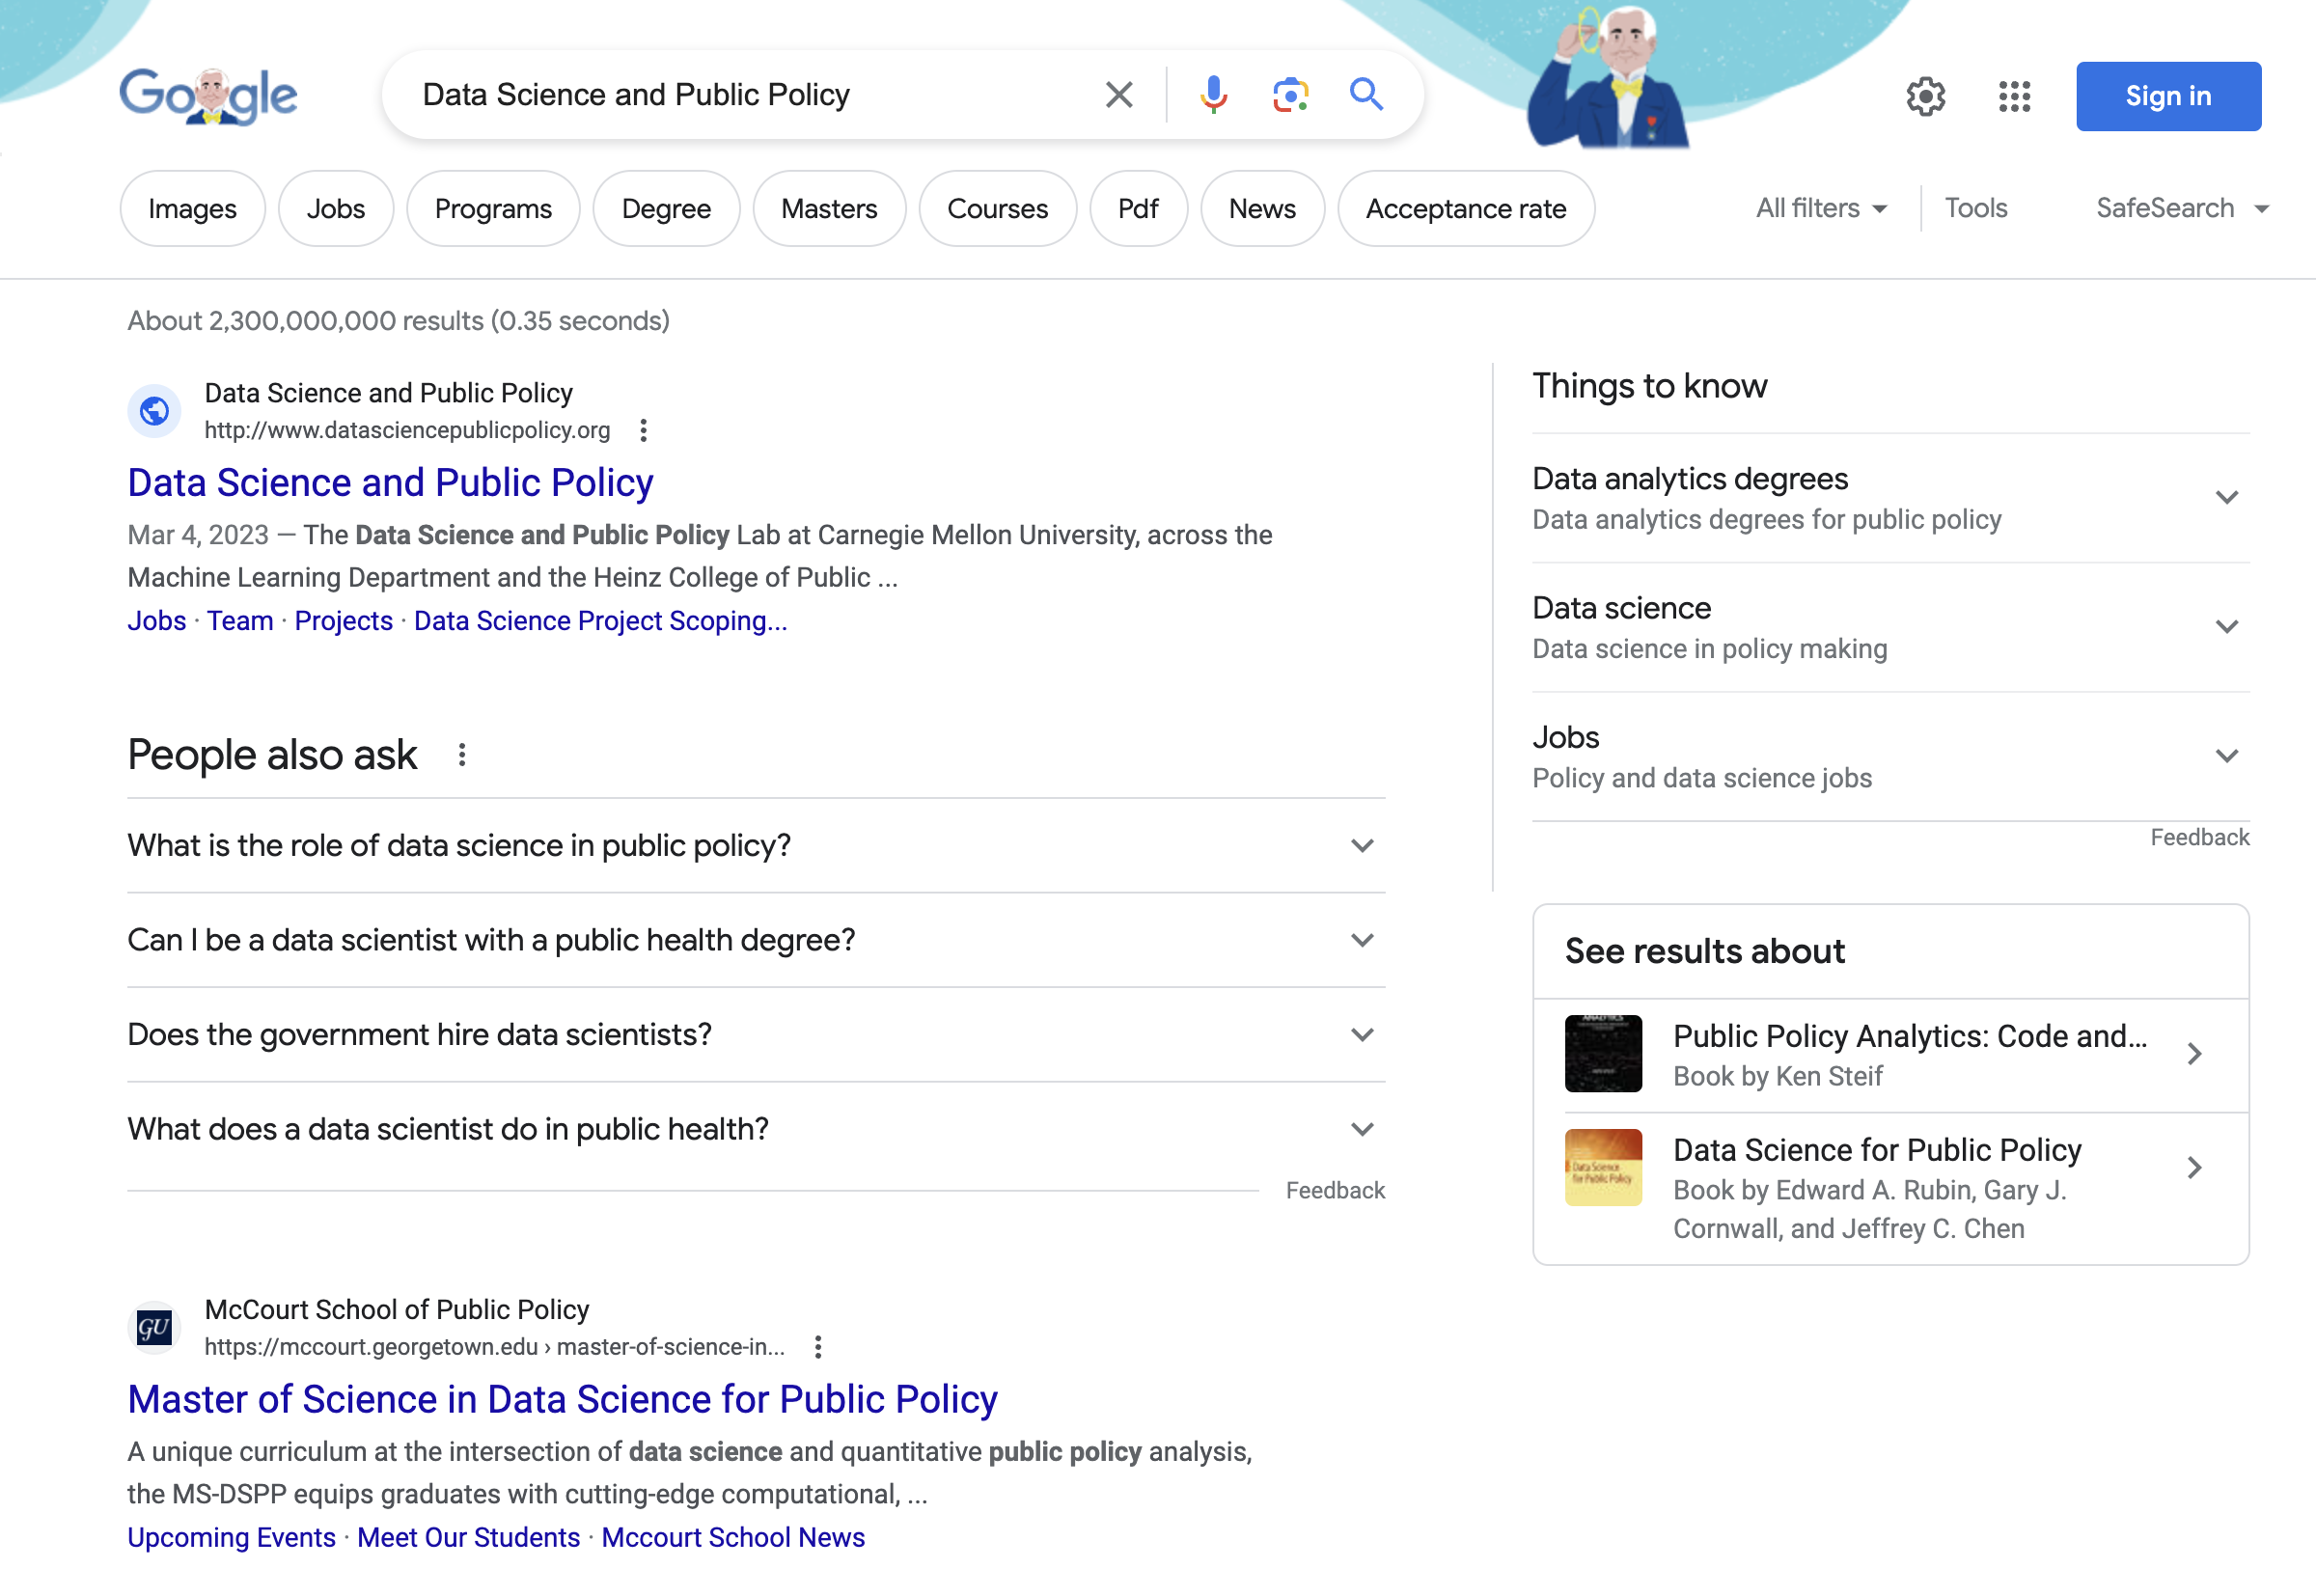 Google
Data Science and Public Policy
Sign in
Images
Jobs
Programs
Degree
Masters
Courses
Pdf
News
Acceptance rate
All filters
Tools
SafeSearch
About 2,300,000,000 results (0.35 seconds)
Data Science and Public Policy
http://www.datasciencepublicpolicy.org
Data Science and Public Policy
Mar 4, 2023 — The Data Science and Public Policy Lab at Carnegie Mellon University, across the
Machine Learning Department and the Heinz College of Public ...
Jobs · Team · Projects · Data Science Project Scoping...
People also ask
What is the role of data science in public policy?
Can I be a data scientist with a public health degree?
Does the government hire data scientists?
What does a data scientist do in public health?
Feedback
GU
McCourt School of Public Policy
https://mccourt.georgetown.edu › master-of-science-in...
Master of Science in Data Science for Public Policy
A unique curriculum at the intersection of data science and quantitative public policy analysis,
the MS-DSPP equips graduates with cutting-edge computational, ...
Upcoming Events · Meet Our Students · Mccourt School News
Things to know
Data analytics degrees
Data analytics degrees for public policy
Data science
Data science in policy making
Jobs
Policy and data science jobs
Feedback
See results about
Public Policy Analytics: Code and...
Book by Ken Steif
Data Science
for Public Policy
Data Science for Public Policy
Book by Edward A. Rubin, Gary J.
Cornwall, and Jeffrey C. Chen